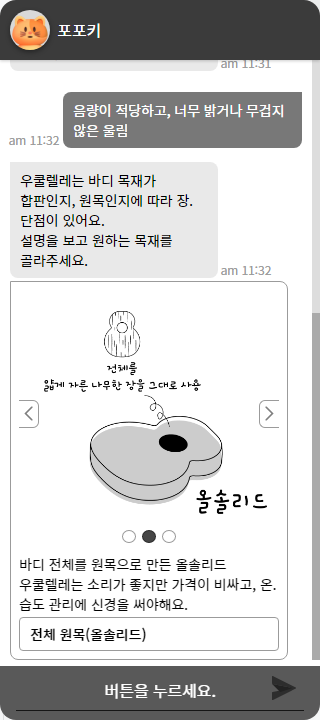 포포키
am 11:31
음량이 적당하고, 너무 밝거나 무겁지
않은 울림
am 11:32
우쿨렐레는 바디 목재가
합판인지, 원목인지에 따라 장.
단점이 있어요.
설명을 보고 원하는 목재를
골라주세요.
am 11:32
전체를
얇게 자른 나무한 장을 그대로 사용
올솔리드
바디 전체를 원목으로 만든 올솔리드
우쿨렐레는 소리가 좋지만 가격이 비싸고, 온.
습도 관리에 신경을 써야해요.
전체 원목(올솔리드)
버튼을 누르세요.